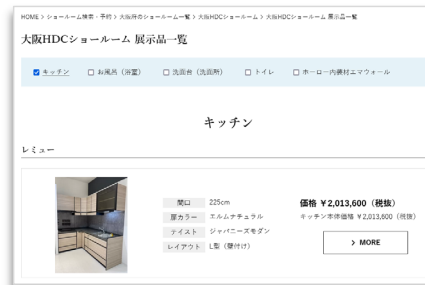 HOME > ショールーム検索・予約 > 大阪府のショールーム一覧 > 大阪HDCショールーム > 大阪HDCショールーム 展示品一覧
大阪HDCショールーム 展示品一覧
キッチン お風呂（浴室） 洗面台（洗面所） トイレ ホーロー内装材エマウォール
キッチン
レミュー
間口 225cm
扉カラー エルムナチュラル
テイスト ジャパニーズモダン
レイアウト L型（壁付け）
価格 ¥2,013,600（税抜）
キッチン本体価格 ¥2,013,600（税抜）
> MORE